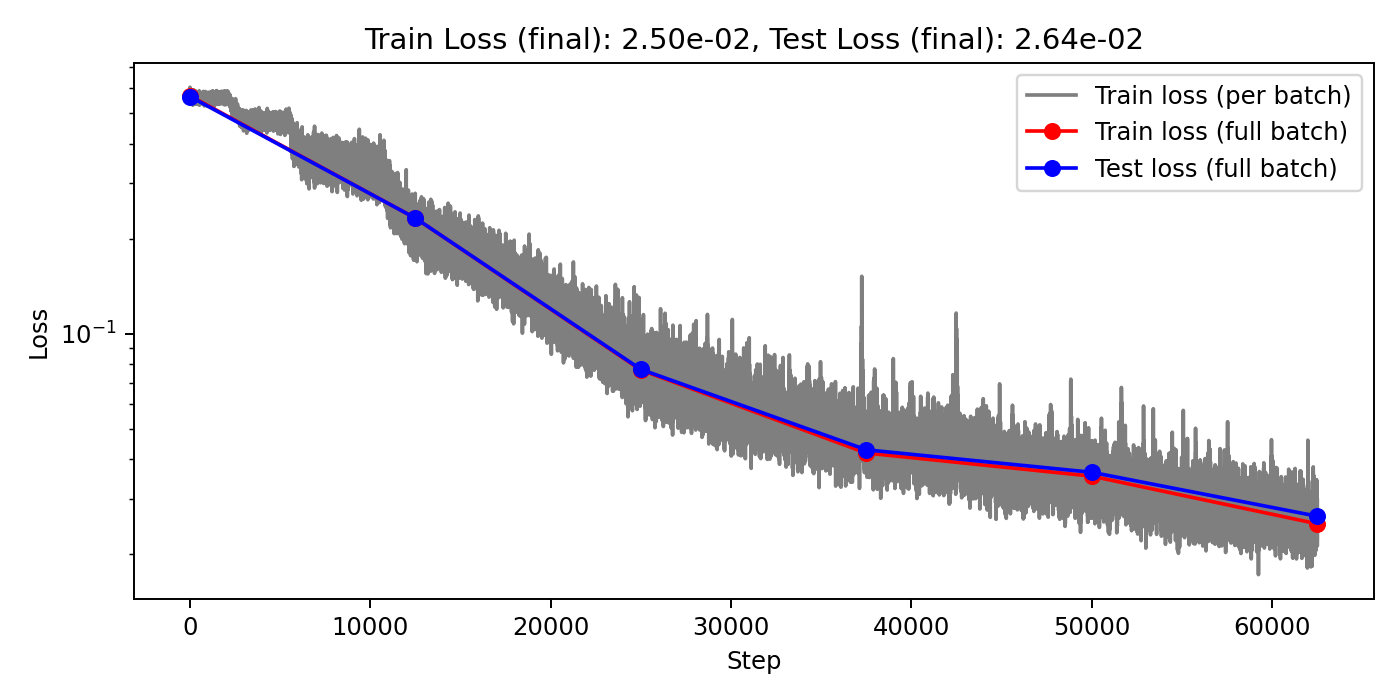 Train Loss (final): 2.50e-02, Test Loss (final): 2.64e-02
Train loss (per batch)
Train loss (full batch)
Test loss (full batch)
Loss
10⁻¹
0 10000 20000 30000 40000 50000 60000
Step